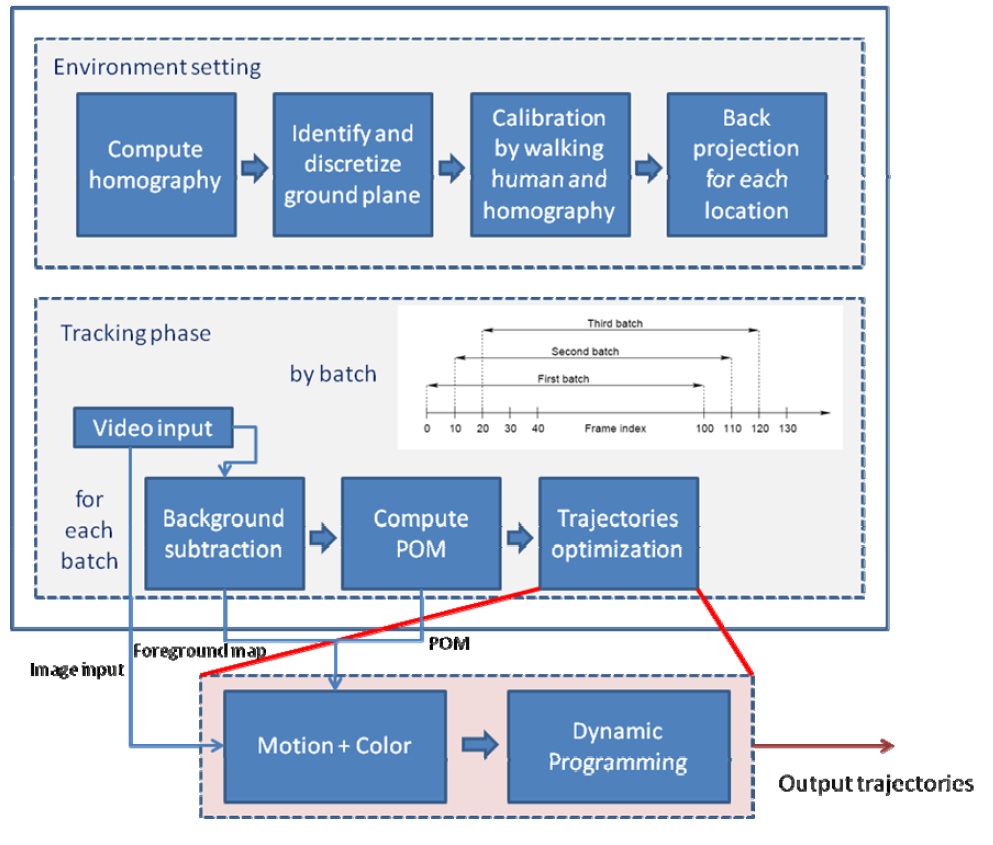 Environment setting
Compute
homography
Identify and
discretize
ground plane
Calibration
by walking
human and
homography
Back
projection
for each
location
Tracking phase
by batch
Third batch
Second batch
First batch
0 10 20 30 40 Frame index 100 110 120 130
Video input
for
each
batch
Background
subtraction
Compute
POM
Trajectories
optimization
Image input
Foreground map
POM
Motion + Color
Dynamic
Programming
Output trajectories